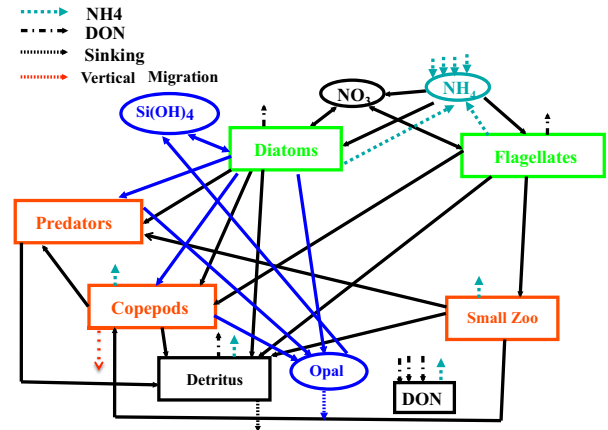 NH4
DON
Sinking
Vertical Migration
NH4
NO3
Si(OH)4
Diatoms
Flagellates
Predators
Copepods
Small Zoo
Detritus
Opal
DON